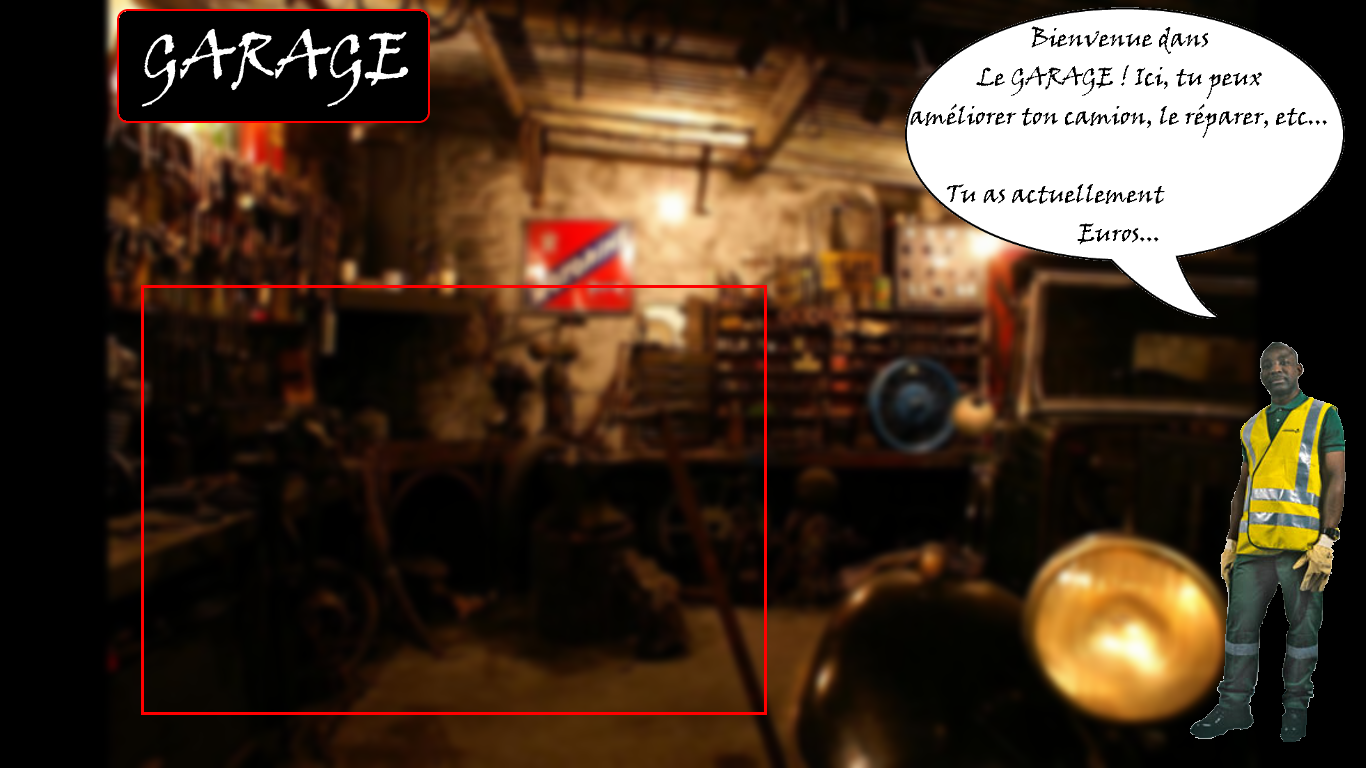 GARAGE
Bienvenue dans
Le GARAGE ! Ici, tu peux
améliorer ton camion, le réparer, etc...
Tu as actuellement
Euros...